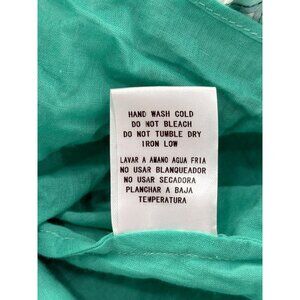 HAND WASH COLD
DO NOT BLEACH
DO NOT TUMBLE DRY
IRON LOW
LAVAR A AMANO AGUA FRIA
NO USAR BLANQUEADOR
NO USAR SECADORA
PLANCHAR A BAJA
TEMPERATURA